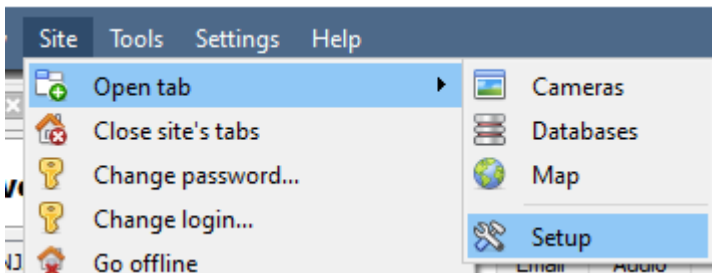 Site Tools Settings Help
Open tab
Cameras
Close site's tabs
Databases
Change password...
Map
Change login...
Setup
Go offline
Email Audio